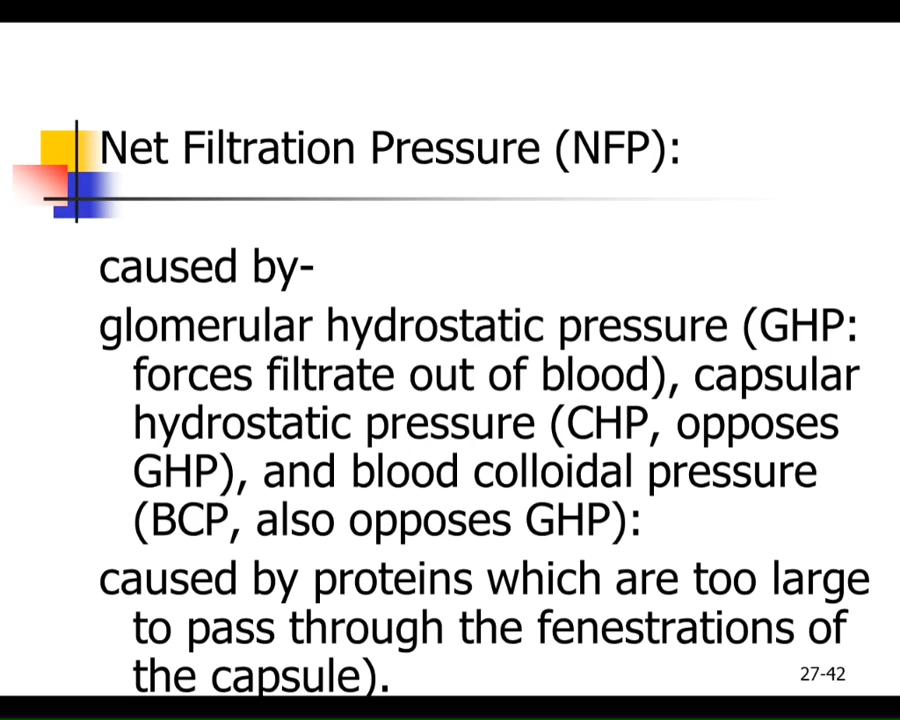 Net Filtration Pressure (NFP):
caused by-
glomerular hydrostatic pressure (GHP:
forces filtrate out of blood), capsular
hydrostatic pressure (CHP, opposes
GHP), and blood colloidal pressure
(BCP, also opposes GHP):
caused by proteins which are too large
to pass through the fenestrations of
the capsule).
27-42